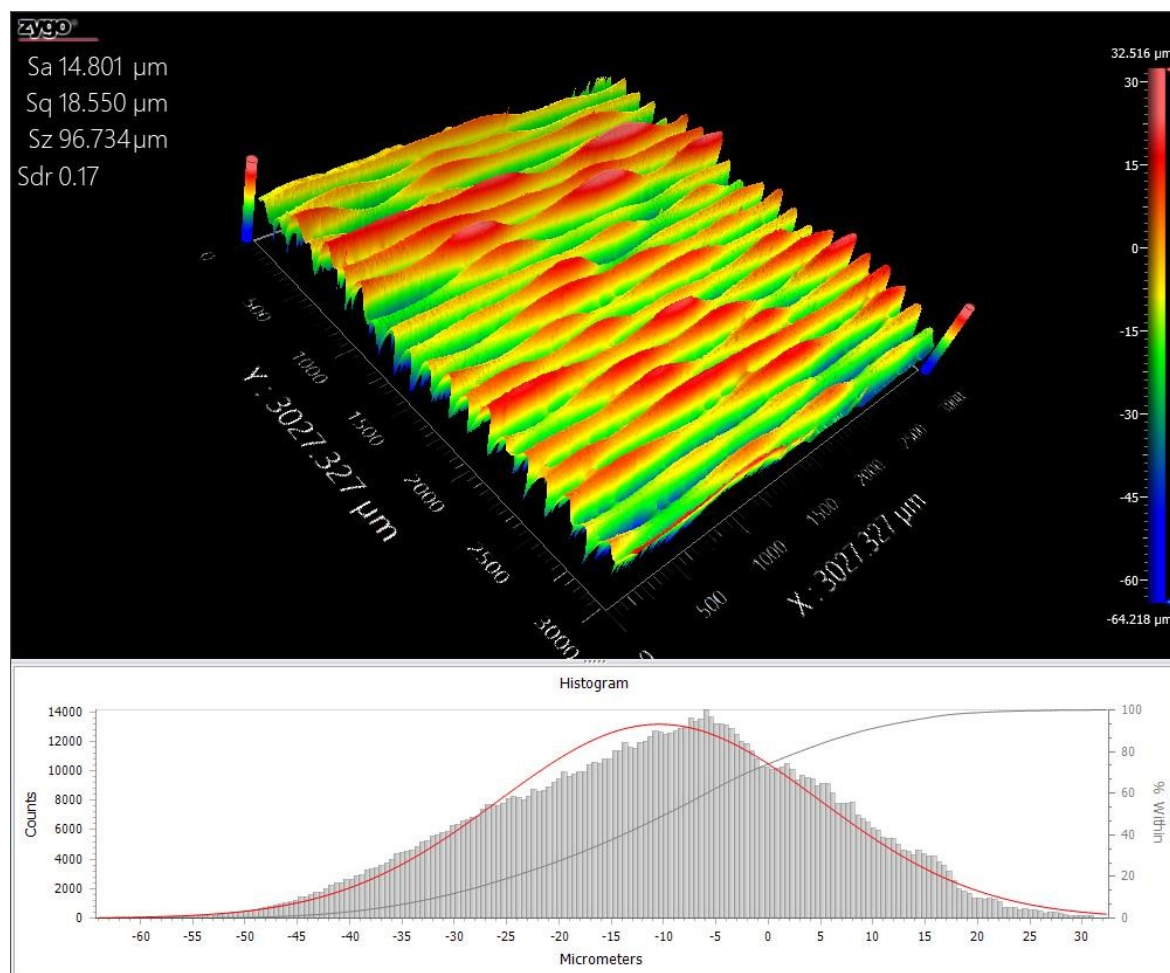 zygo®
Sa 14.801 µm
Sq 18.550 µm
Sz 96.734 µm
Sdr 0.17
32.516 µm
30
15
0
-15
-30
-45
-60
-64.218 µm
0
500
1000
1500
2000
2500
3000
Y : 3027.327 µm
0
500
1000
1500
2000
2500
3000
X : 3027.327 µm
Histogram
14000
12000
10000
8000
6000
4000
2000
0
Counts
100
80
60
40
20
0
% Within
-60 -55 -50 -45 -40 -35 -30 -25 -20 -15 -10 -5 0 5 10 15 20 25 30
Micrometers